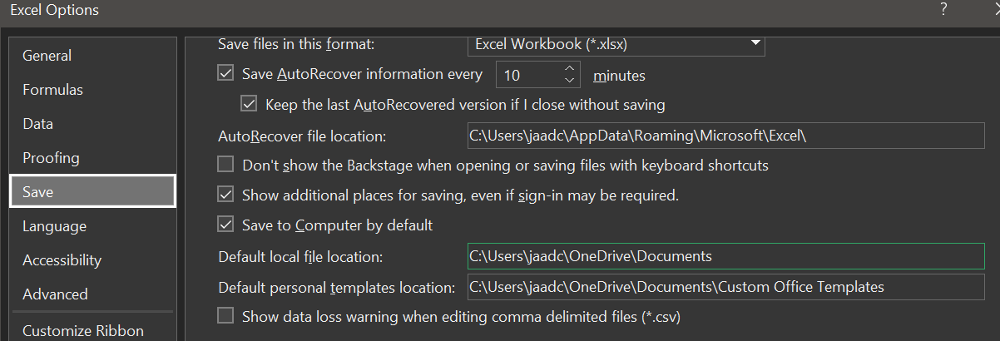 Excel Options
?
General
Formulas
Data
Proofing
Save
Language
Accessibility
Advanced
Customize Ribbon
Save files in this format: Excel Workbook (*.xlsx)
Save AutoRecover information every 10 minutes
Keep the last AutoRecovered version if I close without saving
AutoRecover file location: C:\Users\jaadc\AppData\Roaming\Microsoft\Excel\
Don't show the Backstage when opening or saving files with keyboard shortcuts
Show additional places for saving, even if sign-in may be required.
Save to Computer by default
Default local file location: C:\Users\jaadc\OneDrive\Documents
Default personal templates location: C:\Users\jaadc\OneDrive\Documents\Custom Office Templates
Show data loss warning when editing comma delimited files (*.csv)